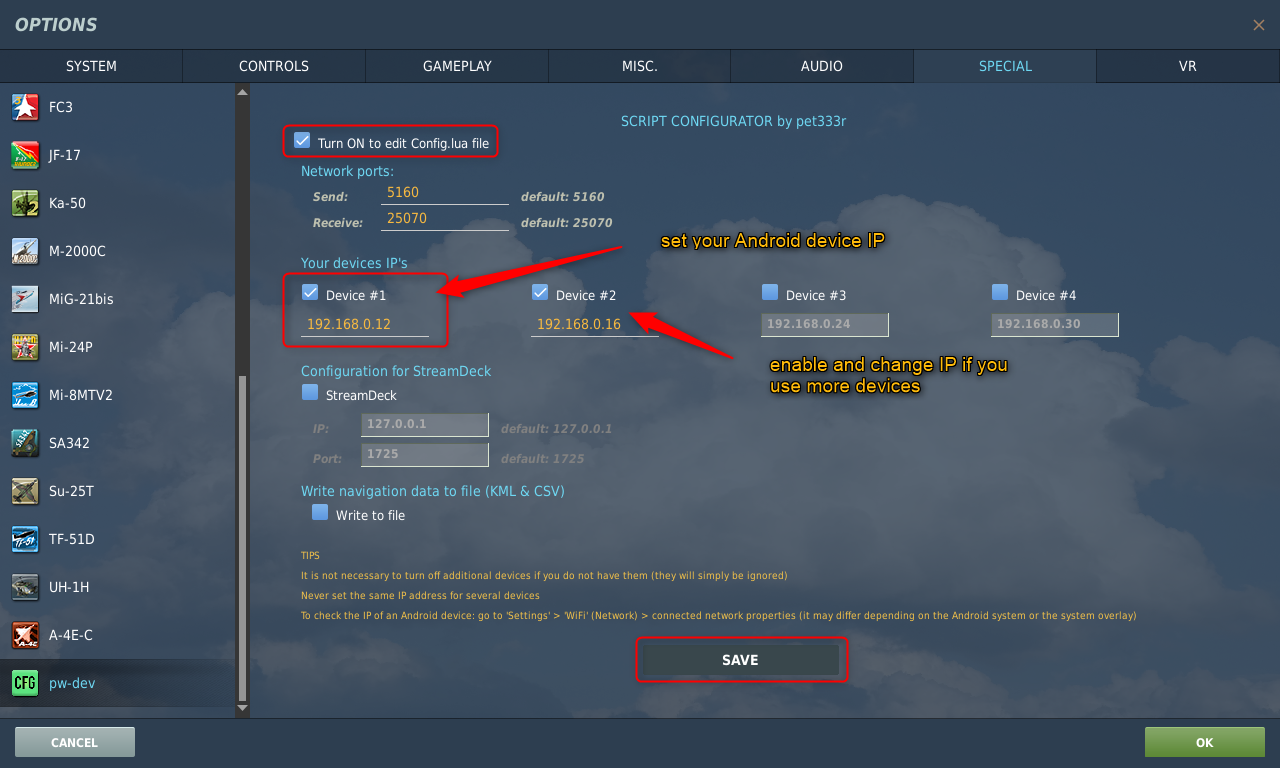 OPTIONS
SYSTEM CONTROLS GAMEPLAY MISC. AUDIO SPECIAL VR
FC3
JF-17
Ka-50
M-2000C
MiG-21bis
Mi-24P
Mi-8MTV2
SA342
Su-25T
TF-51D
UH-1H
A-4E-C
CFG pw-dev
SCRIPT CONFIGURATOR by pet333r
Turn ON to edit Config.lua file
Network ports:
Send: 5160 default: 5160
Receive: 25070 default: 25070
set your Android device IP
Your devices IP's
Device #1 Device #2 Device #3 Device #4
192.168.0.12 192.168.0.16 192.168.0.24 192.168.0.30
enable and change IP if you
use more devices
Configuration for StreamDeck
StreamDeck
IP: 127.0.0.1 default: 127.0.0.1
Port: 1725 default: 1725
Write navigation data to file (KML & CSV)
Write to file
TIPS
It is not necessary to turn off additional devices if you do not have them (they will simply be ignored)
Never set the same IP address for several devices
To check the IP of an Android device: go to 'Settings' > 'WiFi' (Network) > connected network properties (it may differ depending on the Android system or the system overlay)
SAVE
CANCEL OK